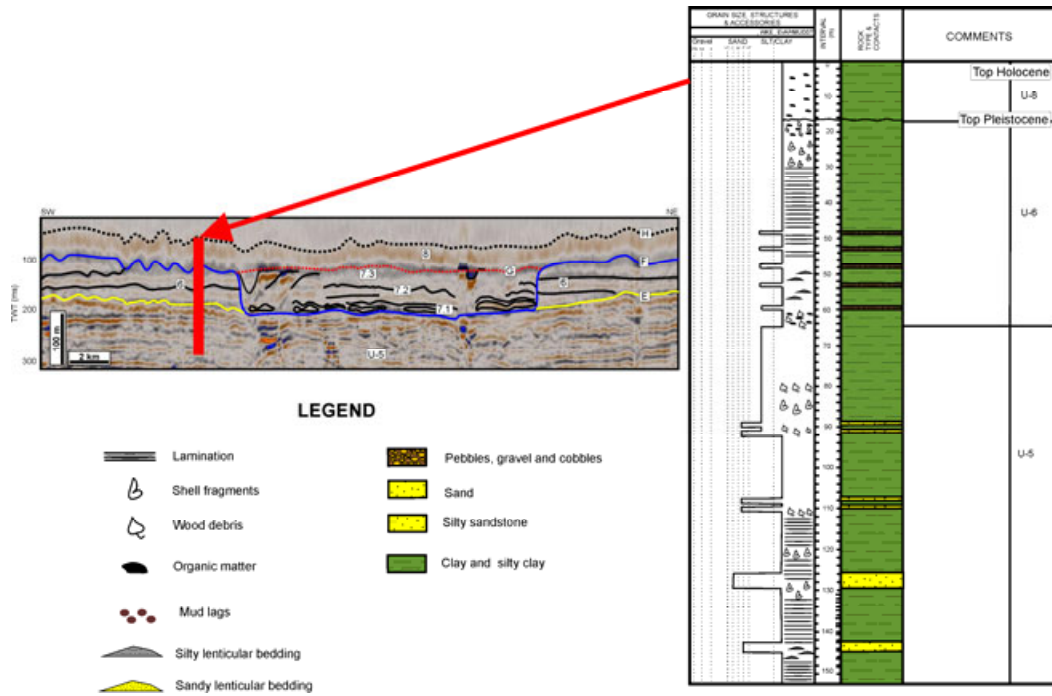 GRAIN SIZE STRUCTURES
& ACCESSORIES
Gravel SAND SLT/CLAY
INTERVAL
(m)
ROCK
TYPE &
CONTACTS
COMMENTS
Top Holocene
U-8
Top Pleistocene
U-6
U-5
10
20
30
40
50
60
70
80
90
100
110
120
130
140
150
SW
NE
H
8
F
G
7.3
6
7.2
6
E
7.1
U-5
TWT (ms)
100
200
300
100 m
2 km
LEGEND
Lamination
Shell fragments
Wood debris
Organic matter
Mud lags
Silty lenticular bedding
Sandy lenticular bedding
Pebbles, gravel and cobbles
Sand
Silty sandstone
Clay and silty clay